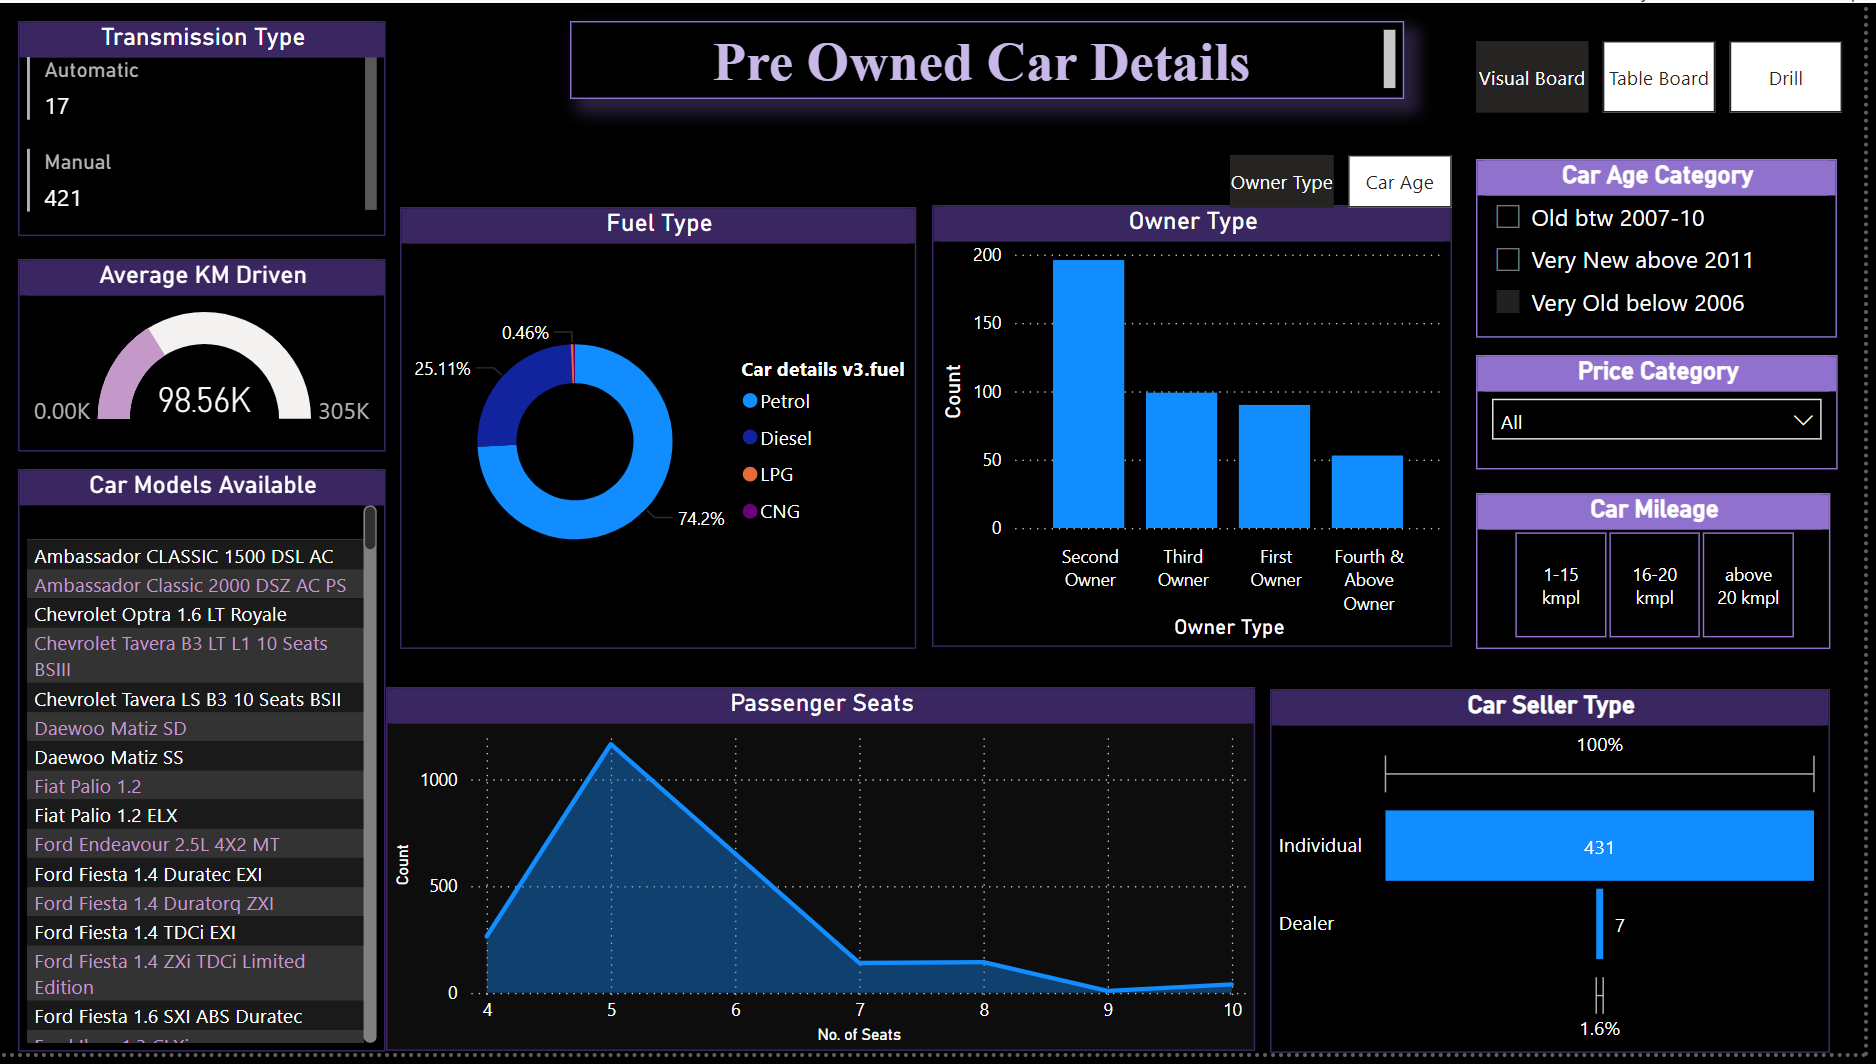 Transmission Type
Automatic
17
Manual
421
Pre Owned Car Details
Visual Board
Table Board
Drill
Average KM Driven
0.00K
98.56K
305K
Car Models Available
Ambassador CLASSIC 1500 DSL AC
Ambassador Classic 2000 DSZ AC PS
Chevrolet Optra 1.6 LT Royale
Chevrolet Tavera B3 LT L1 10 Seats
BSIII
Chevrolet Tavera LS B3 10 Seats BSII
Daewoo Matiz SD
Daewoo Matiz SS
Fiat Palio 1.2
Fiat Palio 1.2 ELX
Ford Endeavour 2.5L 4X2 MT
Ford Fiesta 1.4 Duratec EXI
Ford Fiesta 1.4 Duratorq ZXI
Ford Fiesta 1.4 TDCi EXI
Ford Fiesta 1.4 ZXi TDCi Limited
Edition
Ford Fiesta 1.6 SXI ABS Duratec
Fuel Type
0.46%
25.11%
74.2%
Car details v3.fuel
Petrol
Diesel
LPG
CNG
Owner Type
Car Age
Owner Type
Count
200
150
100
50
0
Second
Owner
Third
Owner
First
Owner
Fourth &
Above
Owner
Owner Type
Car Age Category
Old btw 2007-10
Very New above 2011
Very Old below 2006
Price Category
All
Car Mileage
1-15
kmpl
16-20
kmpl
above
20 kmpl
Passenger Seats
Count
1000
500
0
4
5
6
7
8
9
10
No. of Seats
Car Seller Type
100%
Individual
431
Dealer
7
1.6%